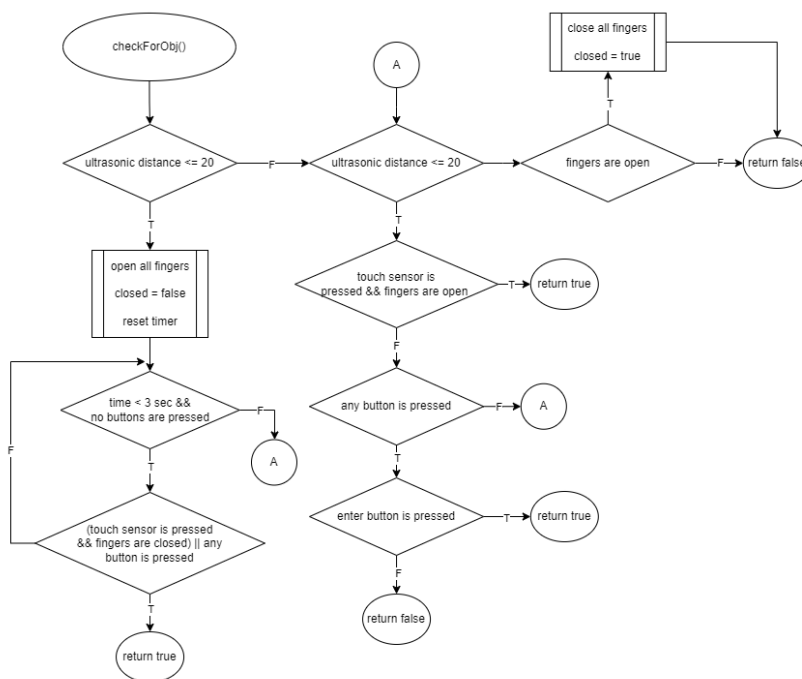 checkForObj()
A
close all fingers
closed = true
T
ultrasonic distance <= 20
F
ultrasonic distance <= 20
fingers are open
F
return false
T
T
open all fingers
closed = false
reset timer
touch sensor is
pressed && fingers are open
T
return true
F
F
time < 3 sec &&
no buttons are pressed
F
A
any button is pressed
F
A
T
T
(touch sensor is pressed
&& fingers are closed) || any
button is pressed
enter button is pressed
T
return true
T
F
return true
return false